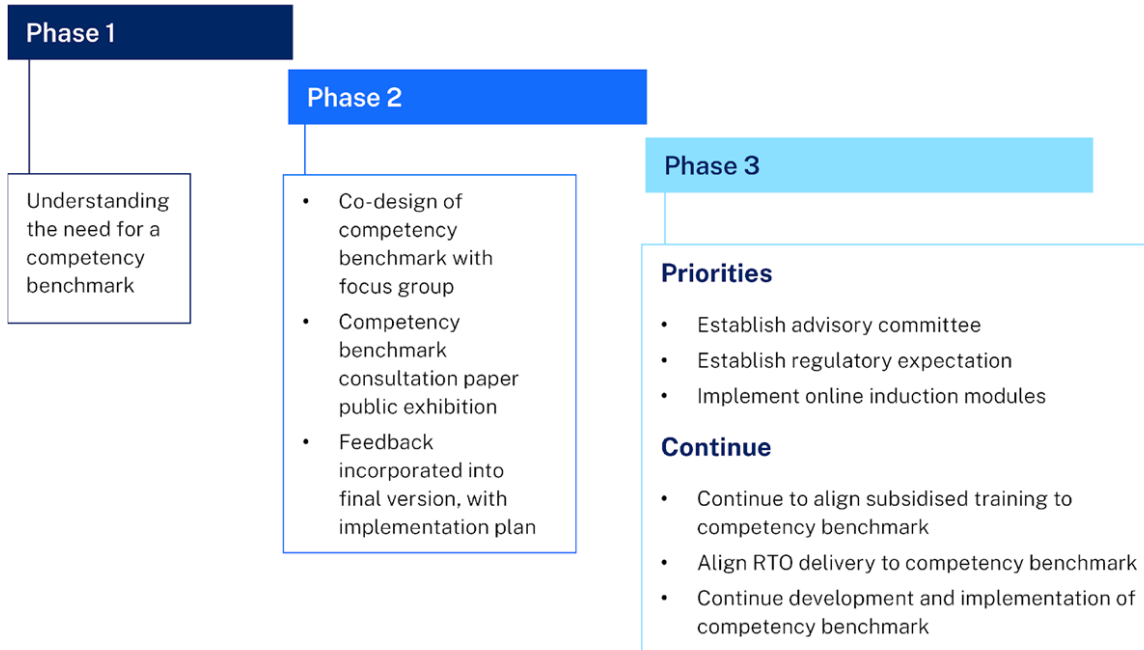 Phase 1
Understanding
the need for a
competency
benchmark
Phase 2
• Co-design of
competency
benchmark with
focus group
• Competency
benchmark
consultation paper
public exhibition
• Feedback
incorporated into
final version, with
implementation plan
Phase 3
Priorities
• Establish advisory committee
• Establish regulatory expectation
• Implement online induction modules
Continue
• Continue to align subsidised training to
competency benchmark
• Align RTO delivery to competency benchmark
• Continue development and implementation of
competency benchmark